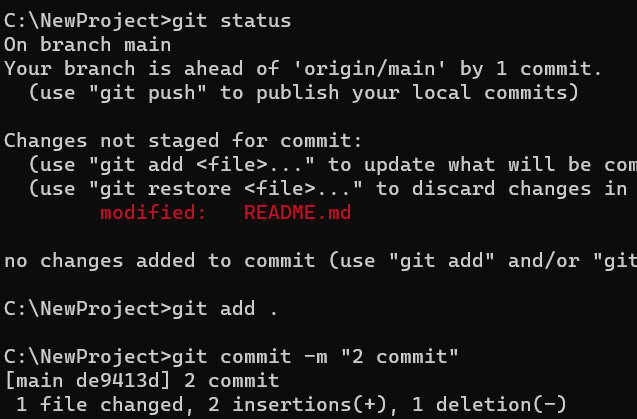 C:\NewProject>git status
On branch main
Your branch is ahead of 'origin/main' by 1 commit.
  (use "git push" to publish your local commits)

Changes not staged for commit:
  (use "git add <file>..." to update what will be com
  (use "git restore <file>..." to discard changes in
        modified:   README.md

no changes added to commit (use "git add" and/or "git

C:\NewProject>git add .

C:\NewProject>git commit -m "2 commit"
[main de9413d] 2 commit
 1 file changed, 2 insertions(+), 1 deletion(-)